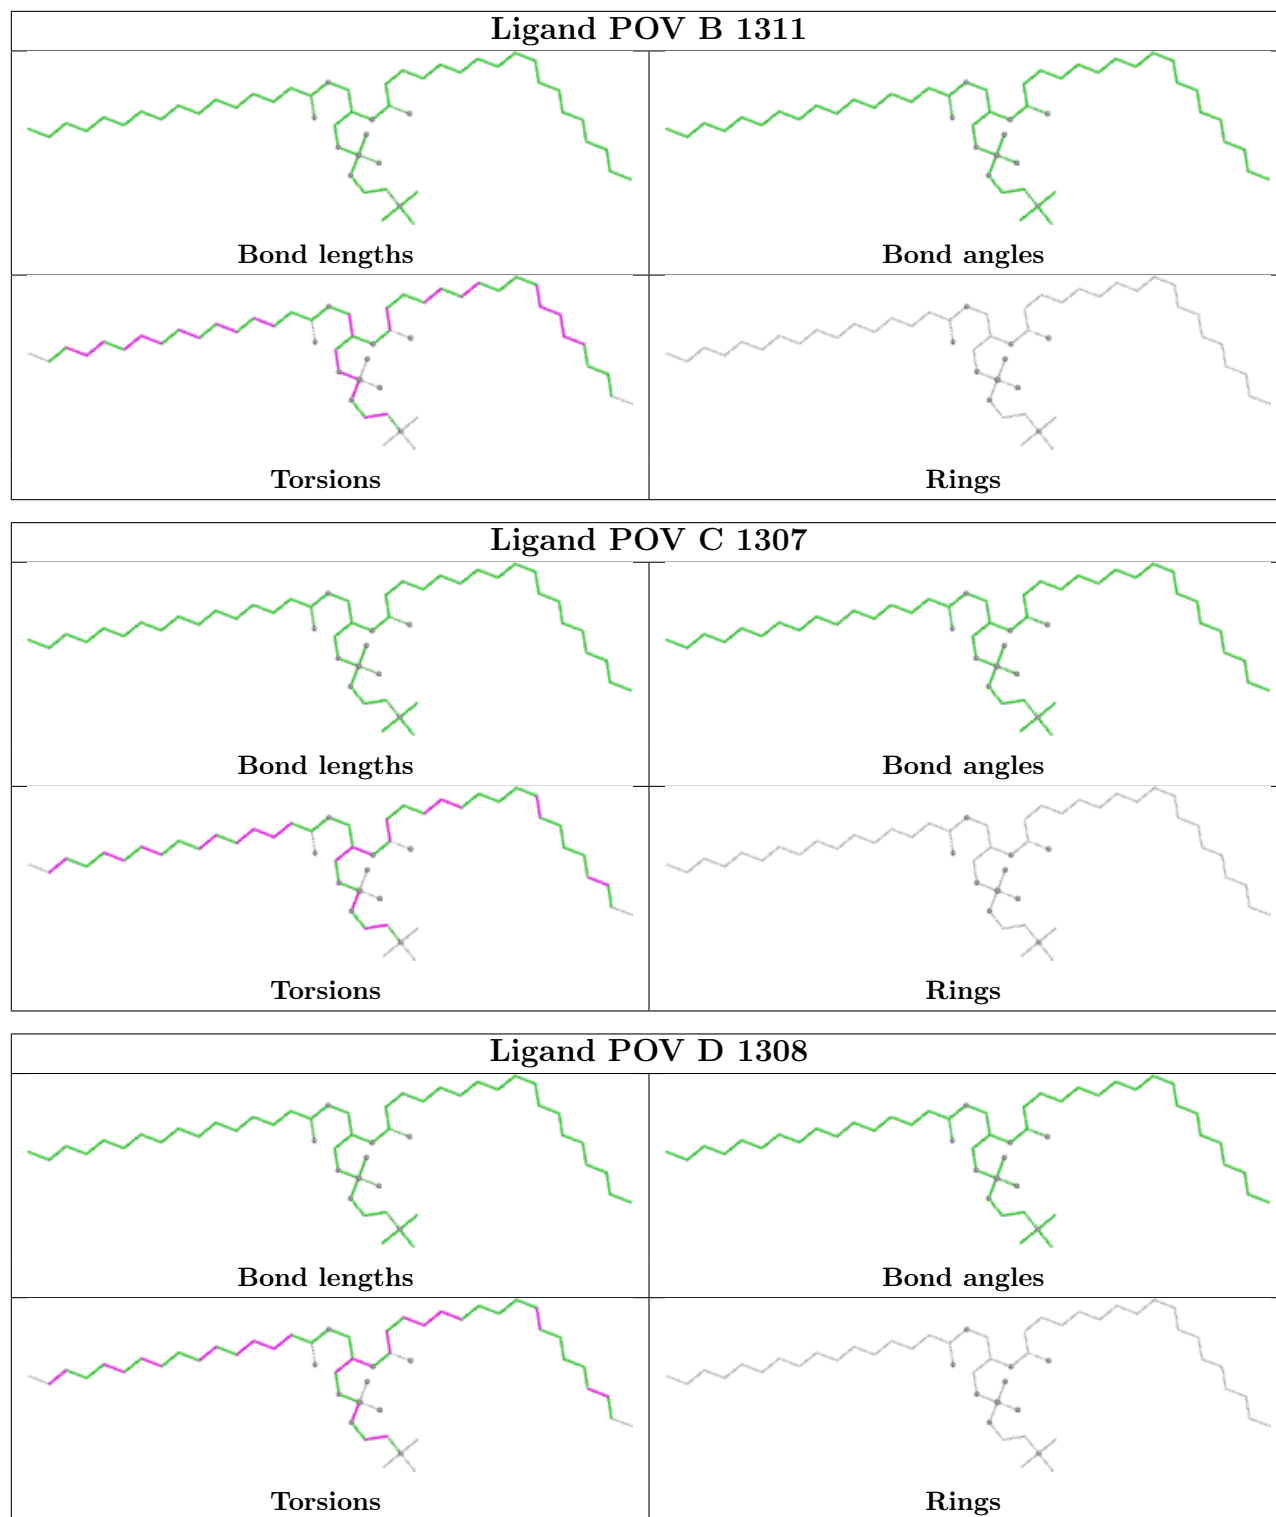 Ligand POV B 1311
Bond lengths
Bond angles
Torsions
Rings
Ligand POV C 1307
Bond lengths
Bond angles
Torsions
Rings
Ligand POV D 1308
Bond lengths
Bond angles
Torsions
Rings